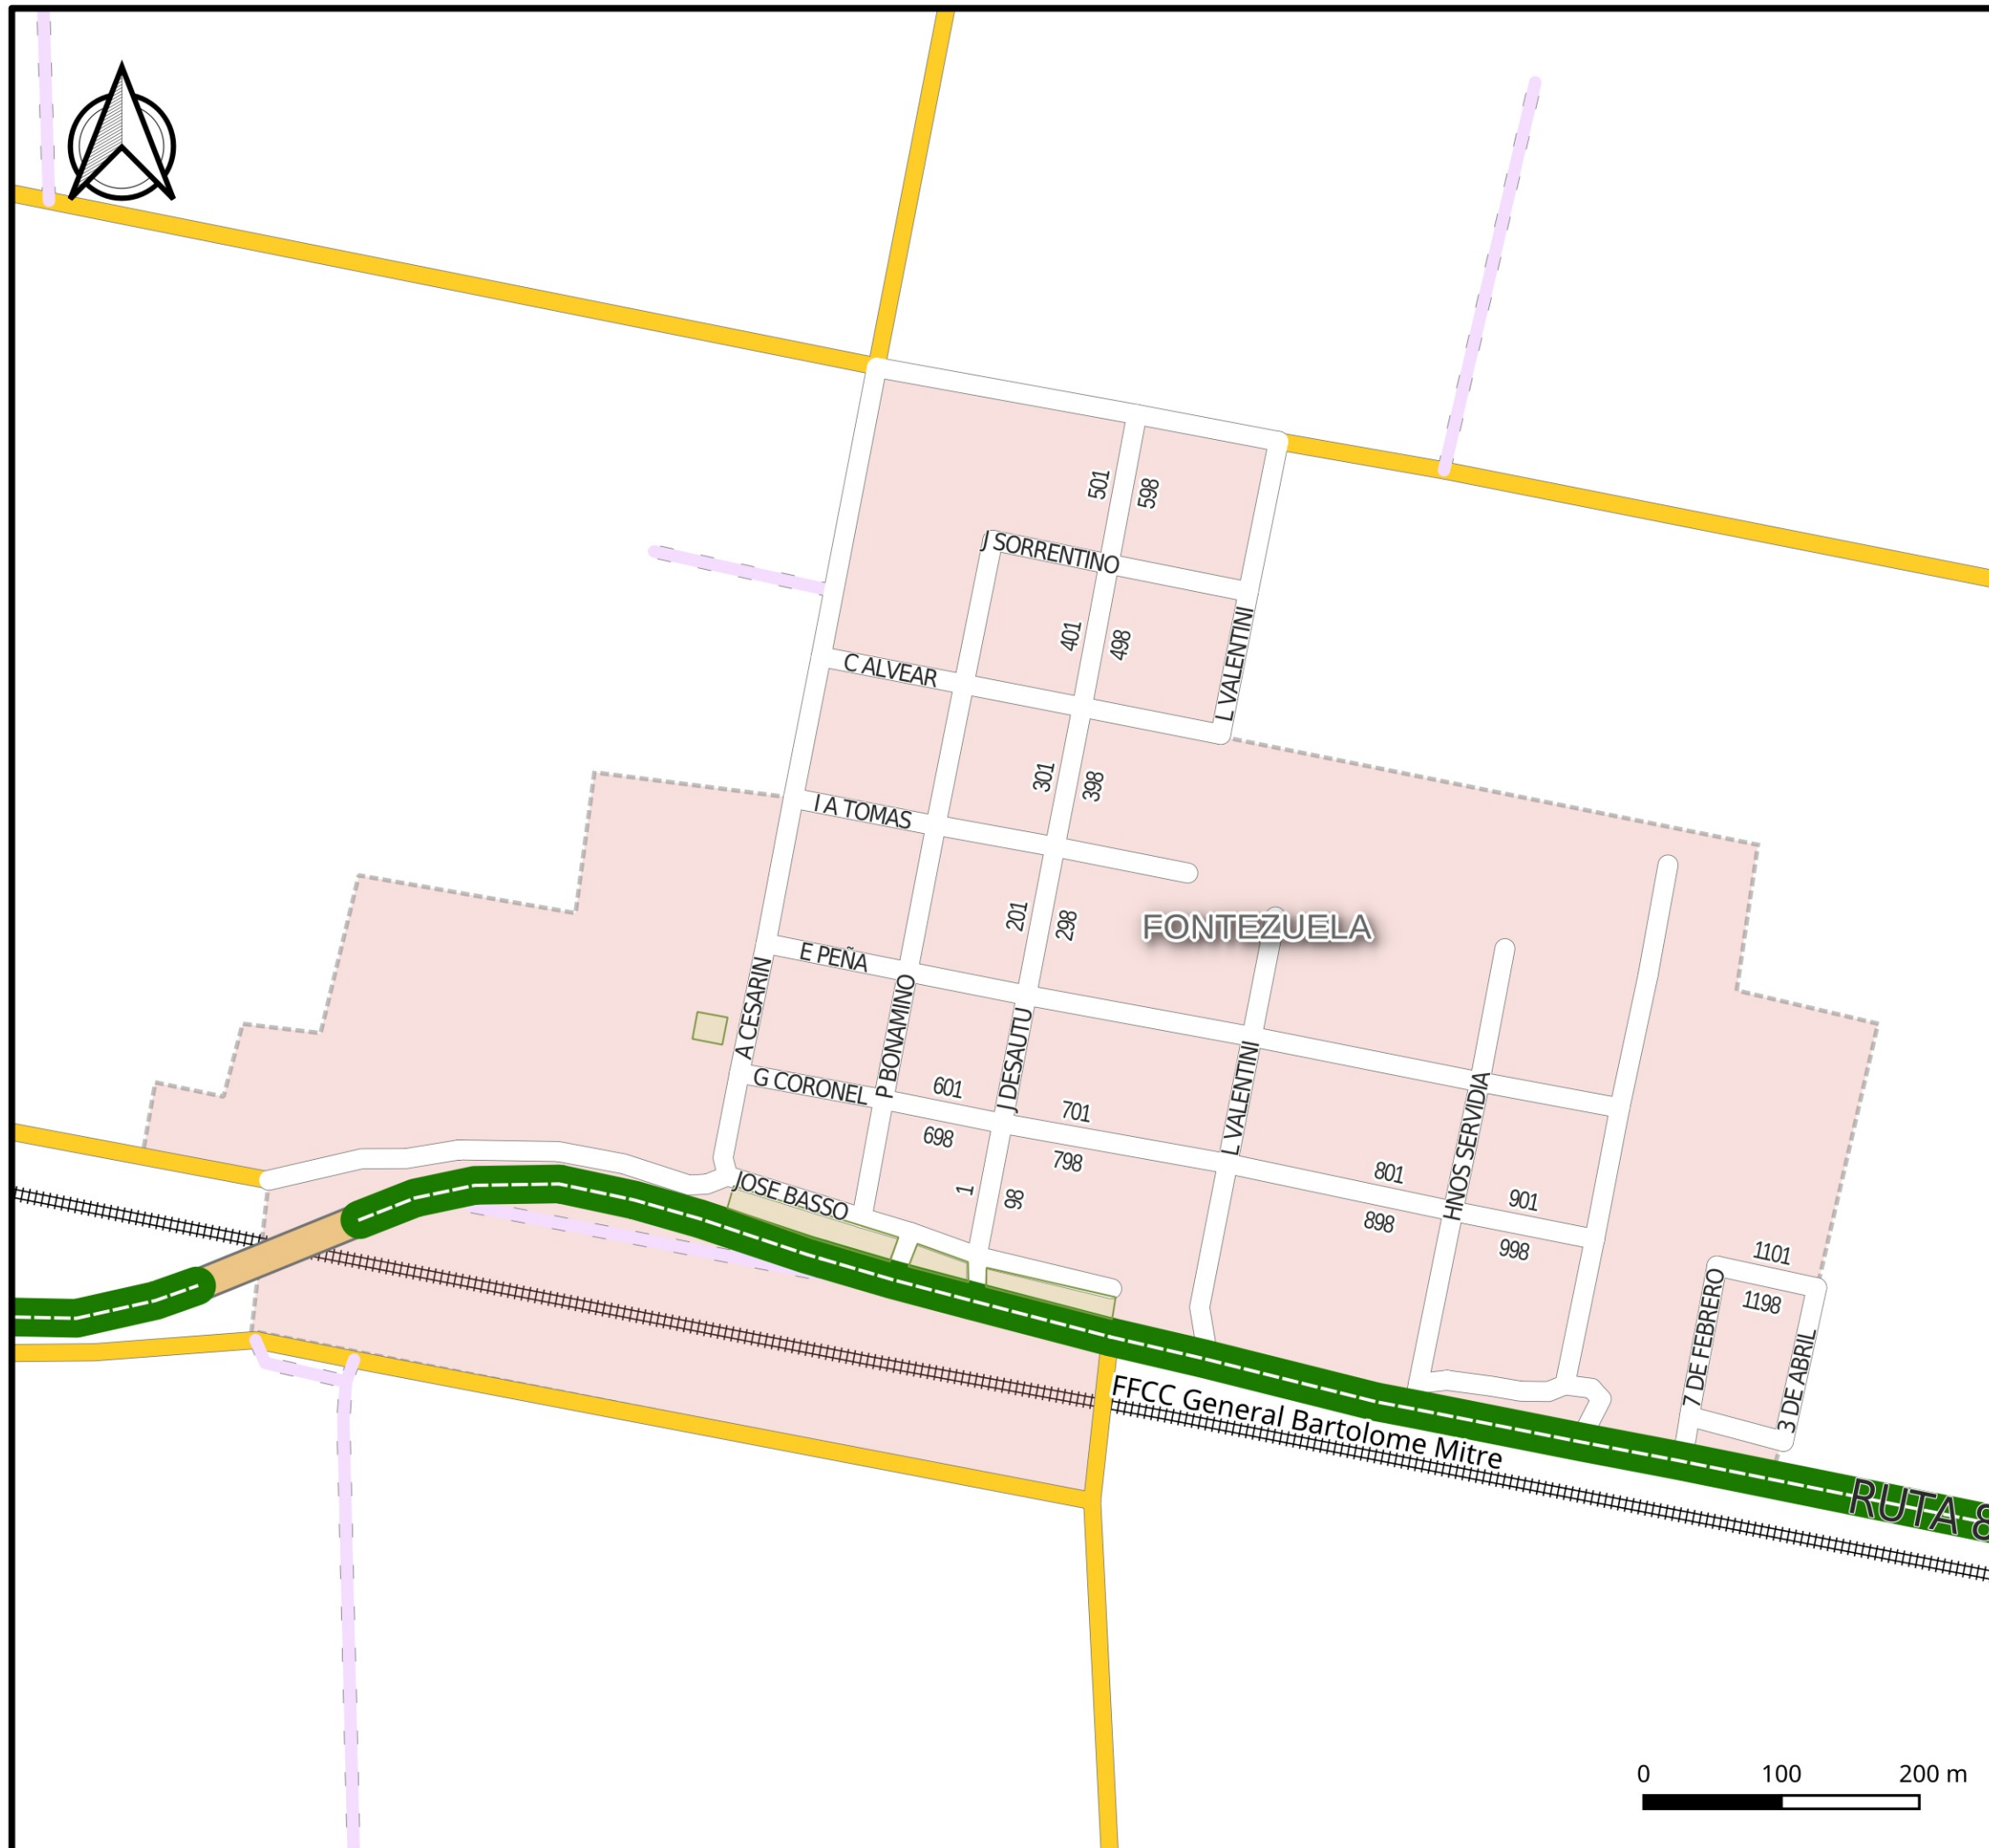 501
598
J SORRENTINO
401
498
L VALENTINI
C ALVEAR
301
398
I A TOMAS
201
298
FONTEZUELA
E PEÑA
A CESARIN
P BONAMINO
J DESAUTU
L VALENTINI
HNOS SERVIDIA
G CORONEL
601
701
698
798
801
901
898
998
JOSE BASSO
1
98
1101
1198
7 DE FEBRERO
3 DE ABRIL
FFCC General Bartolome Mitre
RUTA 8
0 100 200 m